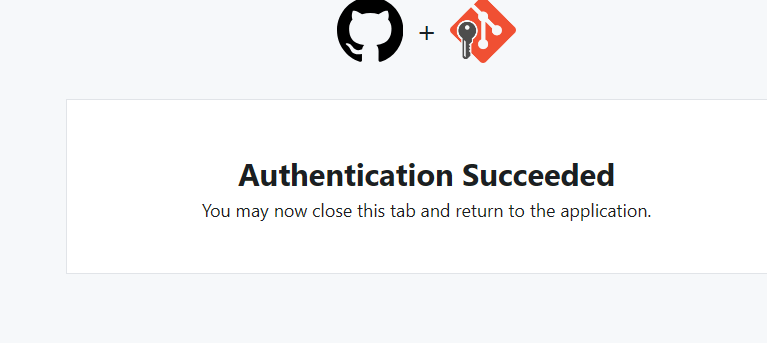 +
Authentication Succeeded
You may now close this tab and return to the application.